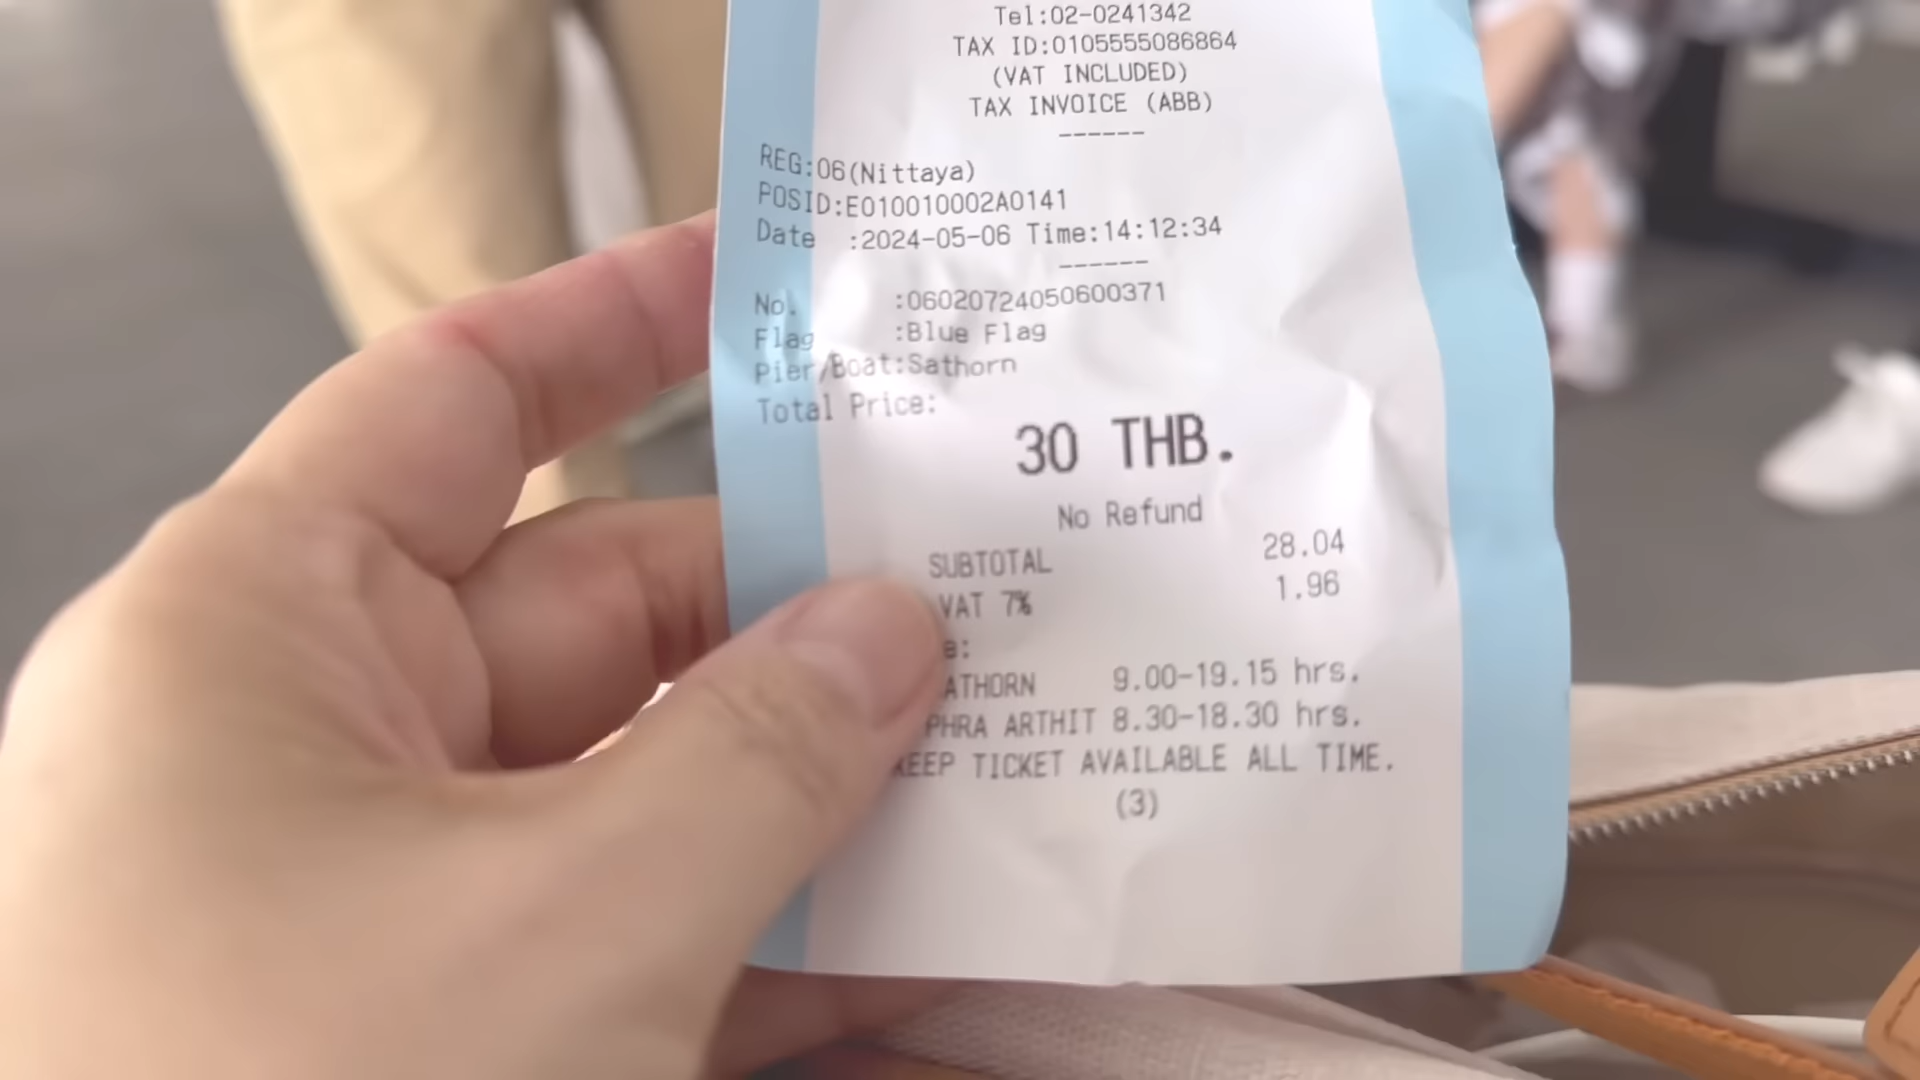 Tel:02-0241342
TAX ID:0105555086864
(VAT INCLUDED)
TAX INVOICE (ABB)
------
REG:06(Nittaya)
POSID:E010010002A0141
Date :2024-05-06 Time:14:12:34
------
No. :06020724050600371
Flag :Blue Flag
Pier/Boat:Sathorn
Total Price:
30 THB.
No Refund
SUBTOTAL 28.04
VAT 7% 1.96
e:
ATHORN 9.00-19.15 hrs.
PHRA ARTHIT 8.30-18.30 hrs.
KEEP TICKET AVAILABLE ALL TIME.
(3)